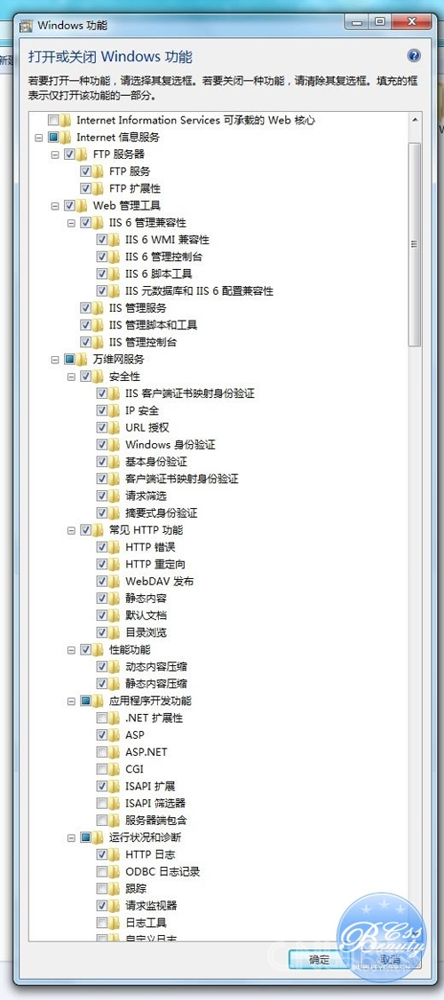 Windows 功能
打开或关闭 Windows 功能
若要打开一种功能，请选择其复选框。若要关闭一种功能，请清除其复选框。填充的框
表示仅打开该功能的一部分。
Internet Information Services 可承载的 Web 核心
Internet 信息服务
FTP 服务器
FTP 服务
FTP 扩展性
Web 管理工具
IIS 6 管理兼容性
IIS 6 WMI 兼容性
IIS 6 管理控制台
IIS 6 脚本工具
IIS 元数据库和 IIS 6 配置兼容性
IIS 管理服务
IIS 管理脚本和工具
IIS 管理控制台
万维网服务
安全性
IIS 客户端证书映射身份验证
IP 安全
URL 授权
Windows 身份验证
基本身份验证
客户端证书映射身份验证
请求筛选
摘要式身份验证
常见 HTTP 功能
HTTP 错误
HTTP 重定向
WebDAV 发布
静态内容
默认文档
目录浏览
性能功能
动态内容压缩
静态内容压缩
应用程序开发功能
.NET 扩展性
ASP
ASP.NET
CGI
ISAPI 扩展
ISAPI 筛选器
服务器端包含
运行状况和诊断
HTTP 日志
ODBC 日志记录
跟踪
请求监视器
日志工具
自定义日志
确定
取消
Css
Beauty